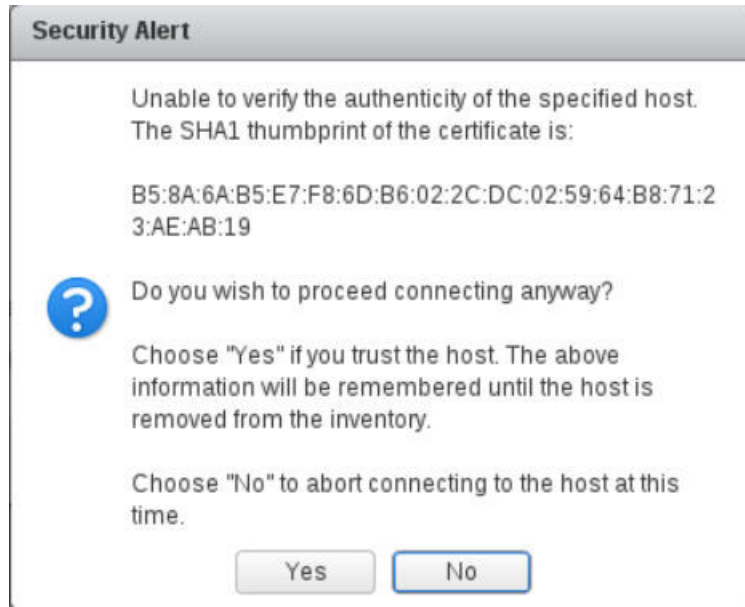 Security Alert
Unable to verify the authenticity of the specified host.
The SHA1 thumbprint of the certificate is:
B5:8A:6A:B5:E7:F8:6D:B6:02:2C:DC:02:59:64:B8:71:2
3:AE:AB:19
Do you wish to proceed connecting anyway?
Choose "Yes" if you trust the host. The above
information will be remembered until the host is
removed from the inventory.
Choose "No" to abort connecting to the host at this
time.
Yes
No